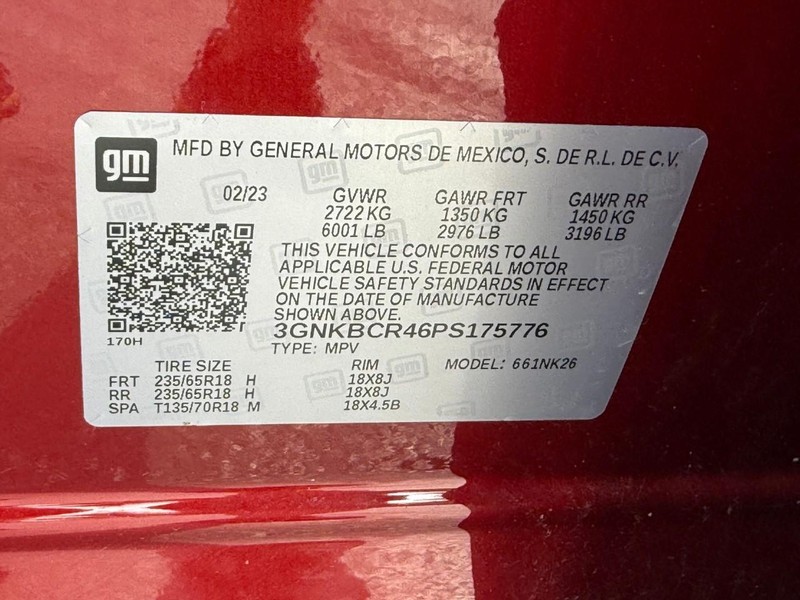 gm MFD BY GENERAL MOTORS DE MEXICO, S. DE R.L. DE C.V.
02/23 GVWR GAWR FRT GAWR RR
2722 KG 1350 KG 1450 KG
6001 LB 2976 LB 3196 LB
THIS VEHICLE CONFORMS TO ALL
APPLICABLE U.S. FEDERAL MOTOR
VEHICLE SAFETY STANDARDS IN EFFECT
ON THE DATE OF MANUFACTURE
SHOWN ABOVE.
3GNKBCR46PS175776
170H
TYPE: MPV
TIRE SIZE RIM MODEL: 661NK26
FRT 235/65R18 H 18X8J
RR 235/65R18 H 18X8J
SPA T135/70R18 M 18X4.5B